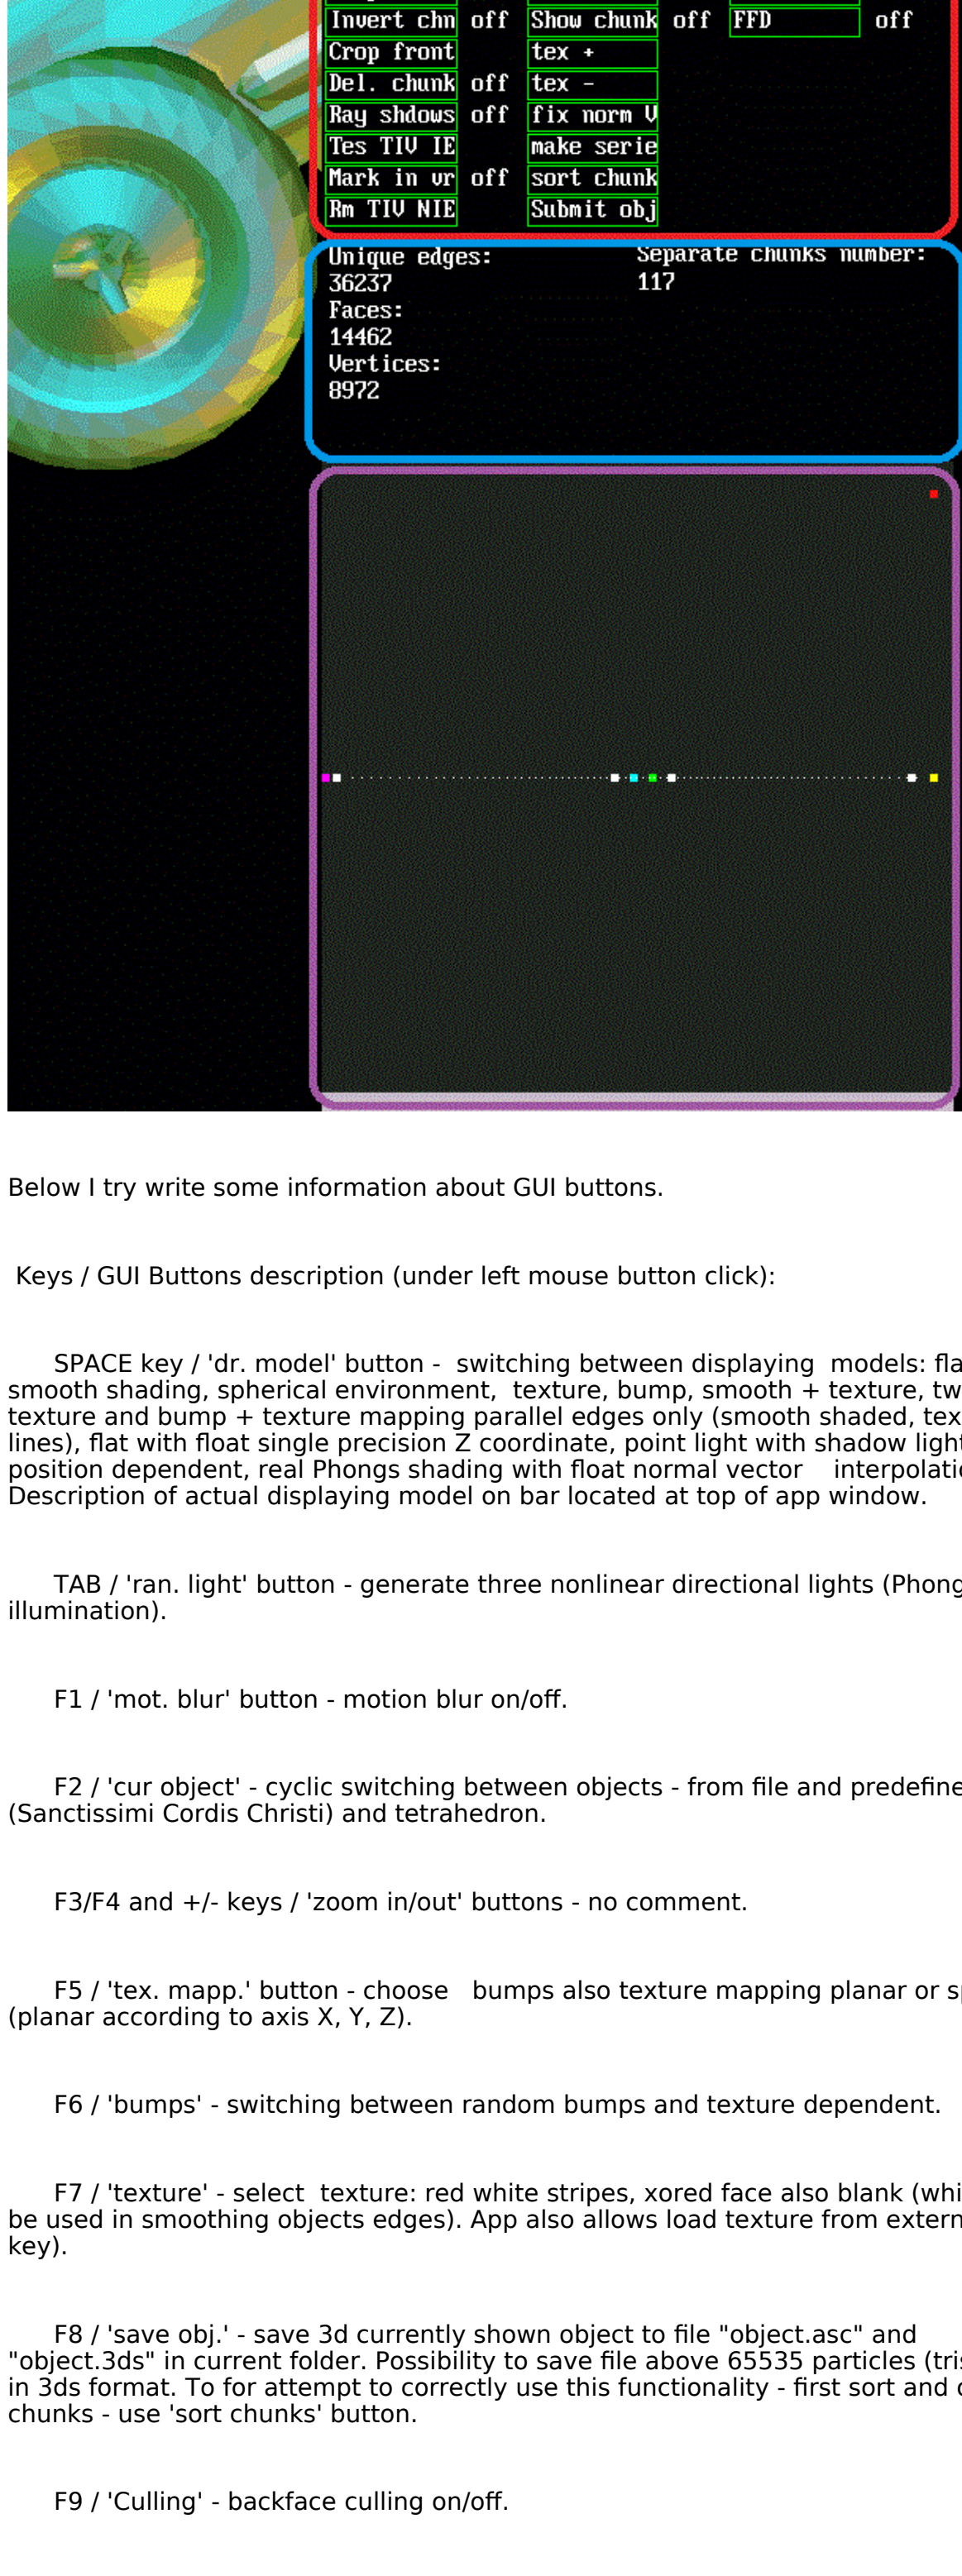 Invert chn off Show chunk off FFD off
Crop front tex +
Del. chunk off tex -
Ray shdows off fix norm V
Tes TIV IE make serie
Mark in vr off sort chunk
Rm TIV NIE Submit obj
Unique edges: Separate chunks number:
36237 117
Faces:
14462
Vertices:
8972
Below I try write some information about GUI buttons.
Keys / GUI Buttons description (under left mouse button click):
SPACE key / 'dr. model' button - switching between displaying models: fla
smooth shading, spherical environment, texture, bump, smooth + texture, tw
texture and bump + texture mapping parallel edges only (smooth shaded, tex
lines), flat with float single precision Z coordinate, point light with shadow light
position dependent, real Phongs shading with float normal vector interpolatio
Description of actual displaying model on bar located at top of app window.
TAB / 'ran. light' button - generate three nonlinear directional lights (Phong
illumination).
F1 / 'mot. blur' button - motion blur on/off.
F2 / 'cur object' - cyclic switching between objects - from file and predefine
(Sanctissimi Cordis Christi) and tetrahedron.
F3/F4 and +/- keys / 'zoom in/out' buttons - no comment.
F5 / 'tex. mapp.' button - choose bumps also texture mapping planar or sp
(planar according to axis X, Y, Z).
F6 / 'bumps' - switching between random bumps and texture dependent.
F7 / 'texture' - select texture: red white stripes, xored face also blank (whi
be used in smoothing objects edges). App also allows load texture from extern
key).
F8 / 'save obj.' - save 3d currently shown object to file "object.asc" and
"object.3ds" in current folder. Possibility to save file above 65535 particles (tris
in 3ds format. To for attempt to correctly use this functionality - first sort and
chunks - use 'sort chunks' button.
F9 / 'Culling' - backface culling on/off.